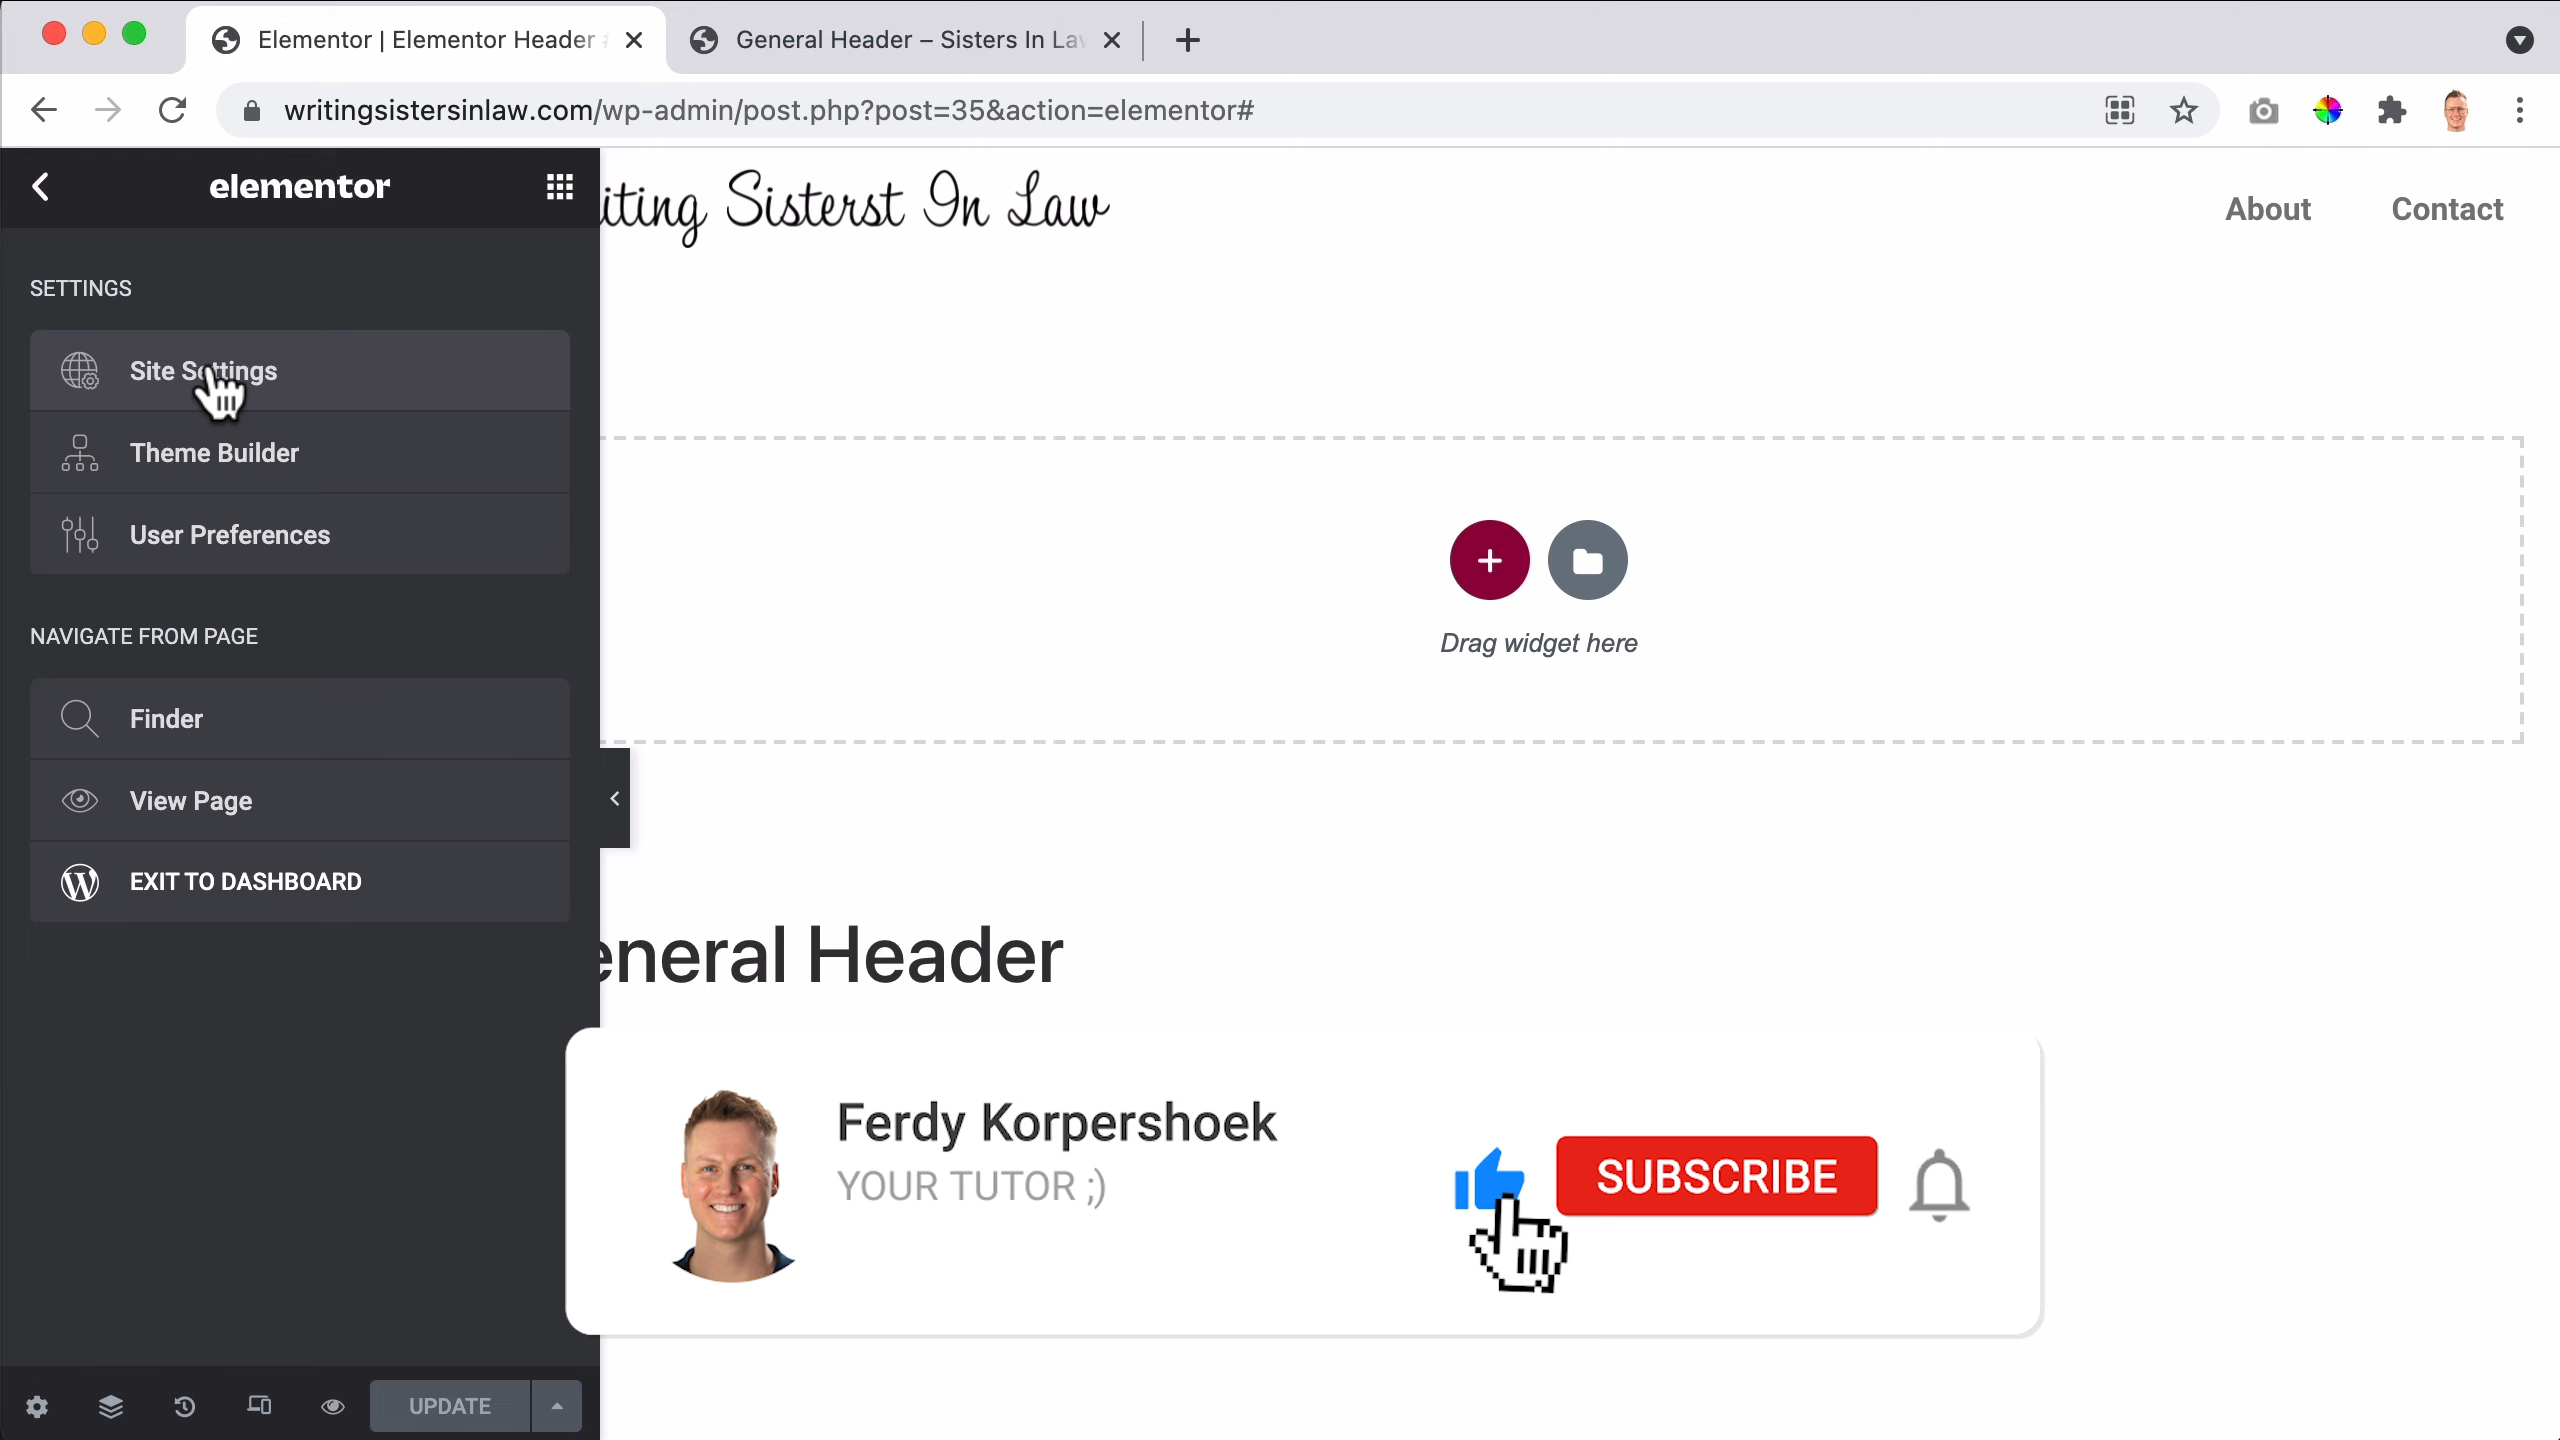 Elementor | Elementor Header
General Header – Sisters In Law
writingsistersinlaw.com/wp-admin/post.php?post=35&action=elementor#
elementor
iting Sisterst In Law
About
Contact
SETTINGS
Site Settings
Theme Builder
User Preferences
Drag widget here
NAVIGATE FROM PAGE
Finder
View Page
EXIT TO DASHBOARD
eneral Header
Ferdy Korpershoek
YOUR TUTOR ;)
SUBSCRIBE
UPDATE